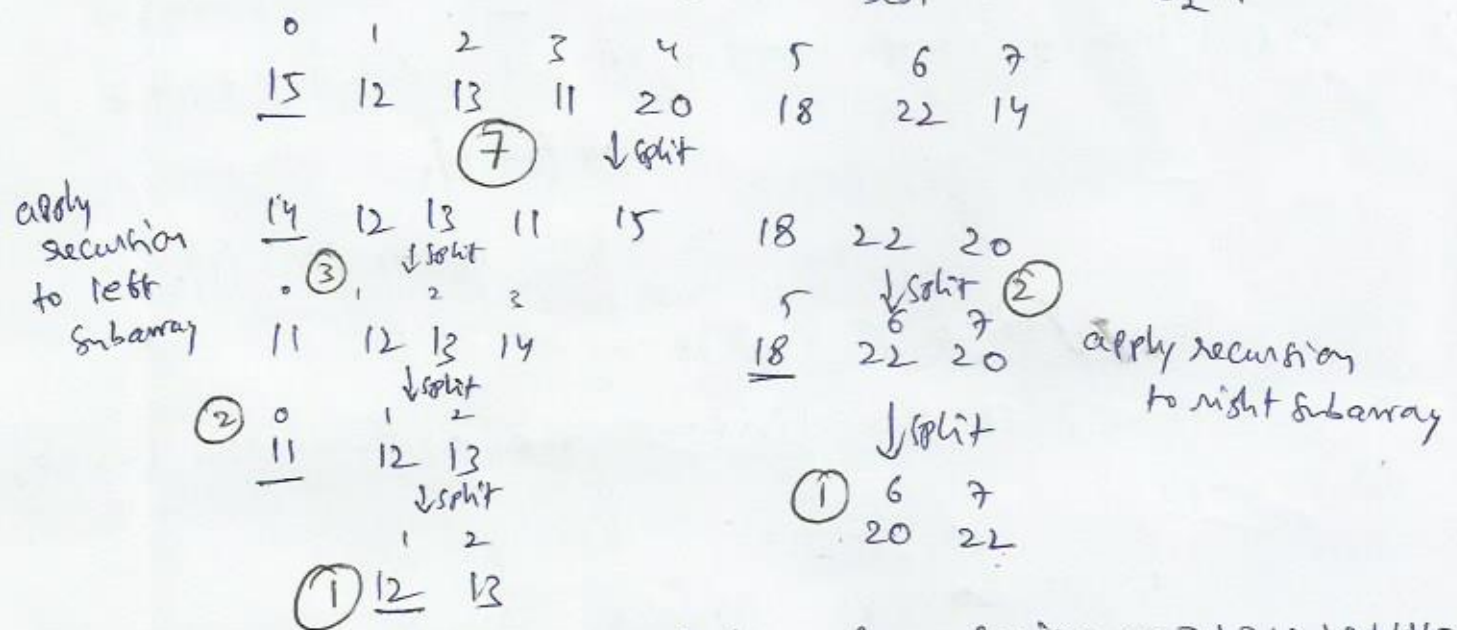 0 1 2 3 4 5 6 7
15 12 13 11 20 18 22 14
7 ↓ split
apply recursion to left subarray
14 12 13 11 15 18 22 20
3 ↓ split
↓ split 2
0 1 2 3
5 6 7
11 12 13 14
18 22 20
apply recursion to right subarray
↓ split
↓ split
2 0 1 2
11 12 13
1 6 7
20 22
↓ split
1 2
1 12 13